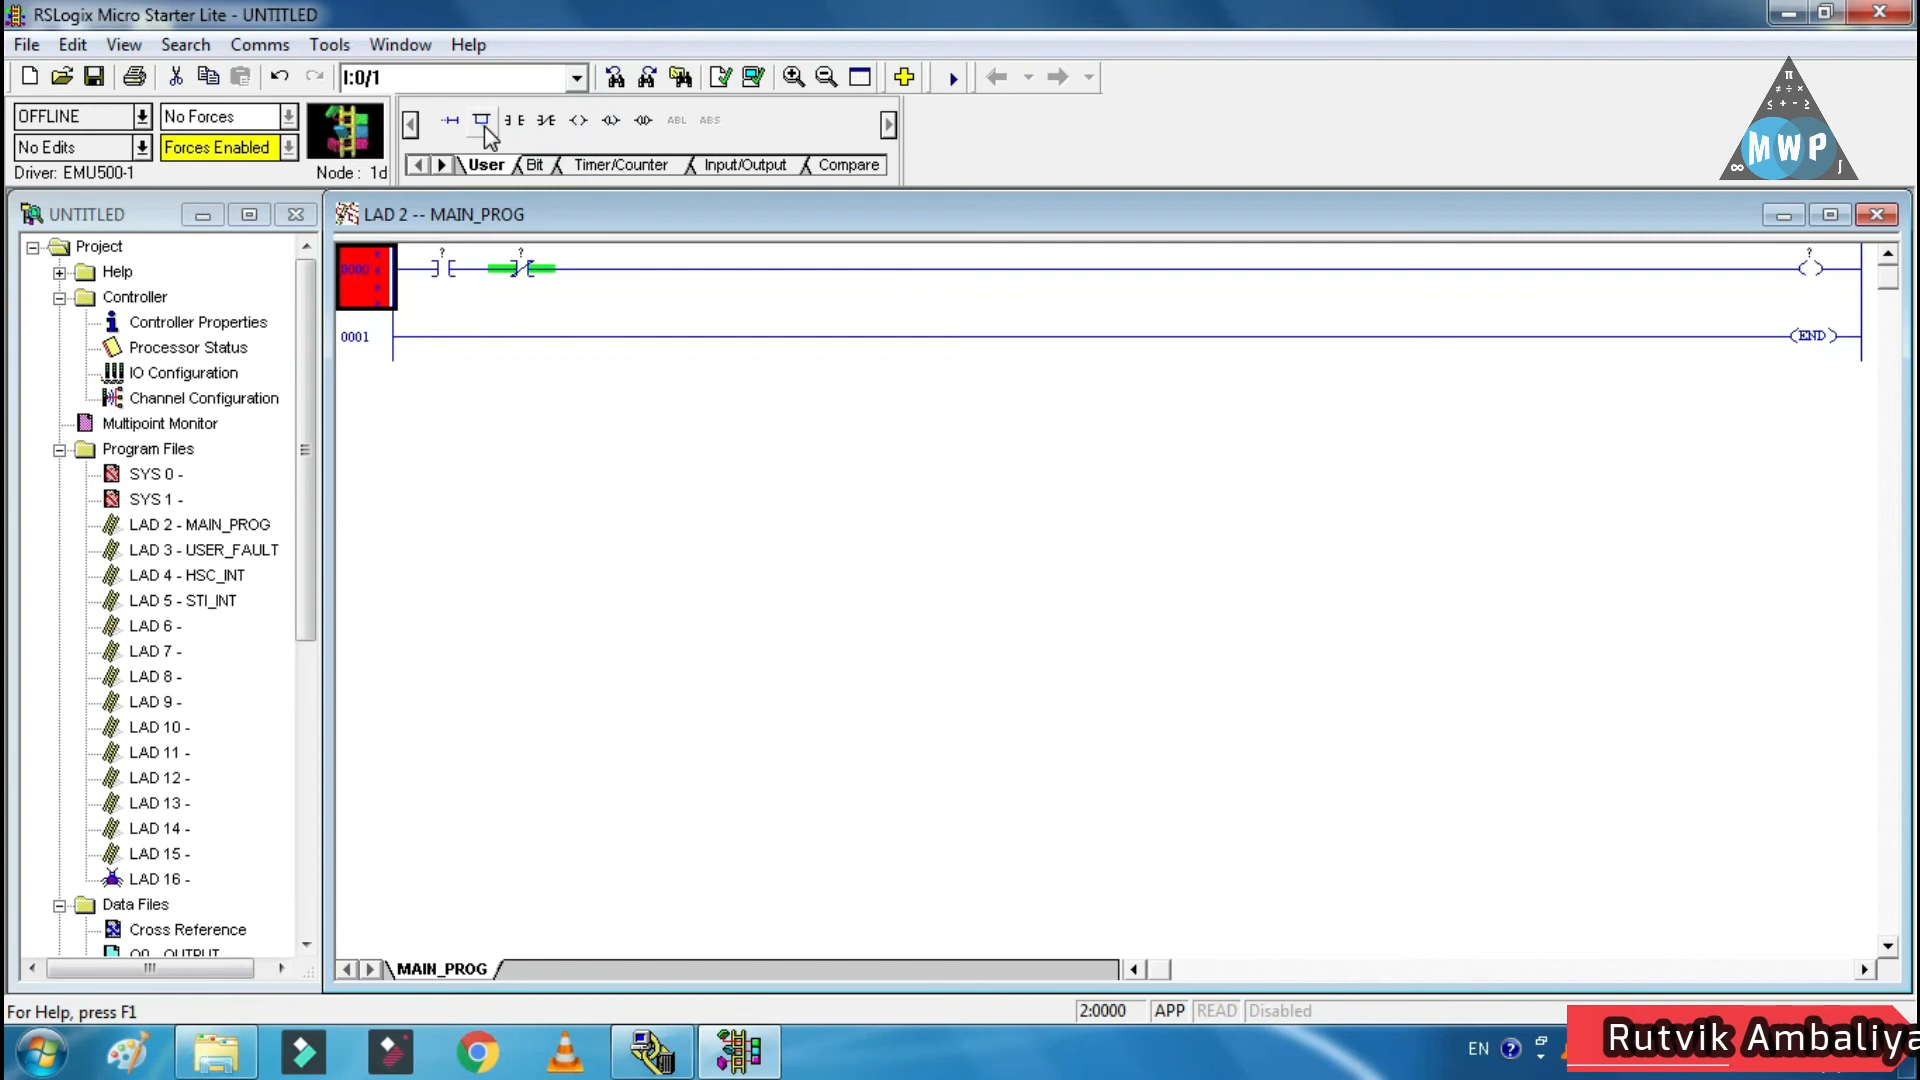 RSLogix Micro Starter Lite - UNTITLED
File Edit View Search Comms Tools Window Help
I:0/1
OFFLINE No Forces
No Edits Forces Enabled
Driver: EMU500-1 Node: 1d
ABL ABS
User Bit Timer/Counter Input/Output Compare
π
≠ ÷ ×
≤ + - >
MWP
∞ ∫
UNTITLED
LAD 2 -- MAIN_PROG
Project
Help
Controller
Controller Properties
Processor Status
IO Configuration
Channel Configuration
Multipoint Monitor
Program Files
SYS 0 -
SYS 1 -
LAD 2 - MAIN_PROG
LAD 3 - USER_FAULT
LAD 4 - HSC_INT
LAD 5 - STI_INT
LAD 6 -
LAD 7 -
LAD 8 -
LAD 9 -
LAD 10 -
LAD 11 -
LAD 12 -
LAD 13 -
LAD 14 -
LAD 15 -
LAD 16 -
Data Files
Cross Reference
O0 - OUTPUT
? ? ?
0000
0001 END
MAIN_PROG
For Help, press F1
2:0000 APP READ Disabled
EN
Rutvik Ambaliya